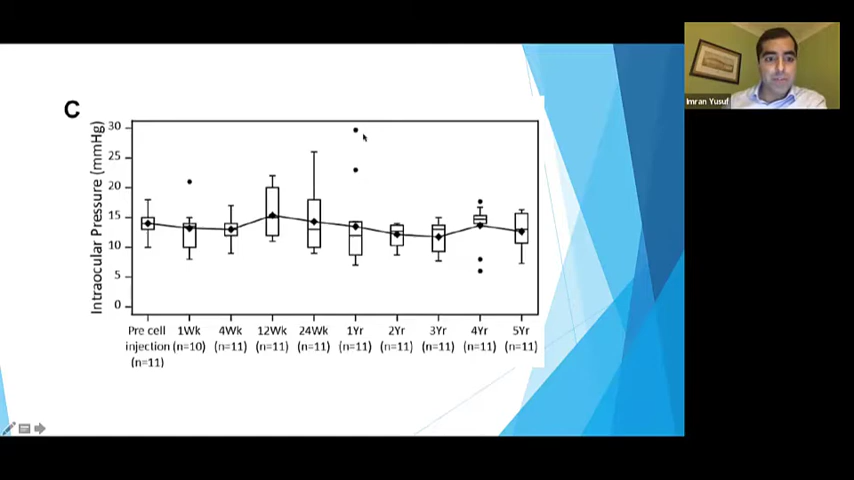 C
Intraocular Pressure (mmHg)
30
25
20
15
10
5
0
Pre cell 1Wk 4Wk 12Wk 24Wk 1Yr 2Yr 3Yr 4Yr 5Yr
injection (n=10) (n=11) (n=11) (n=11) (n=11) (n=11) (n=11) (n=11) (n=11)
(n=11)
Imran Yusuf